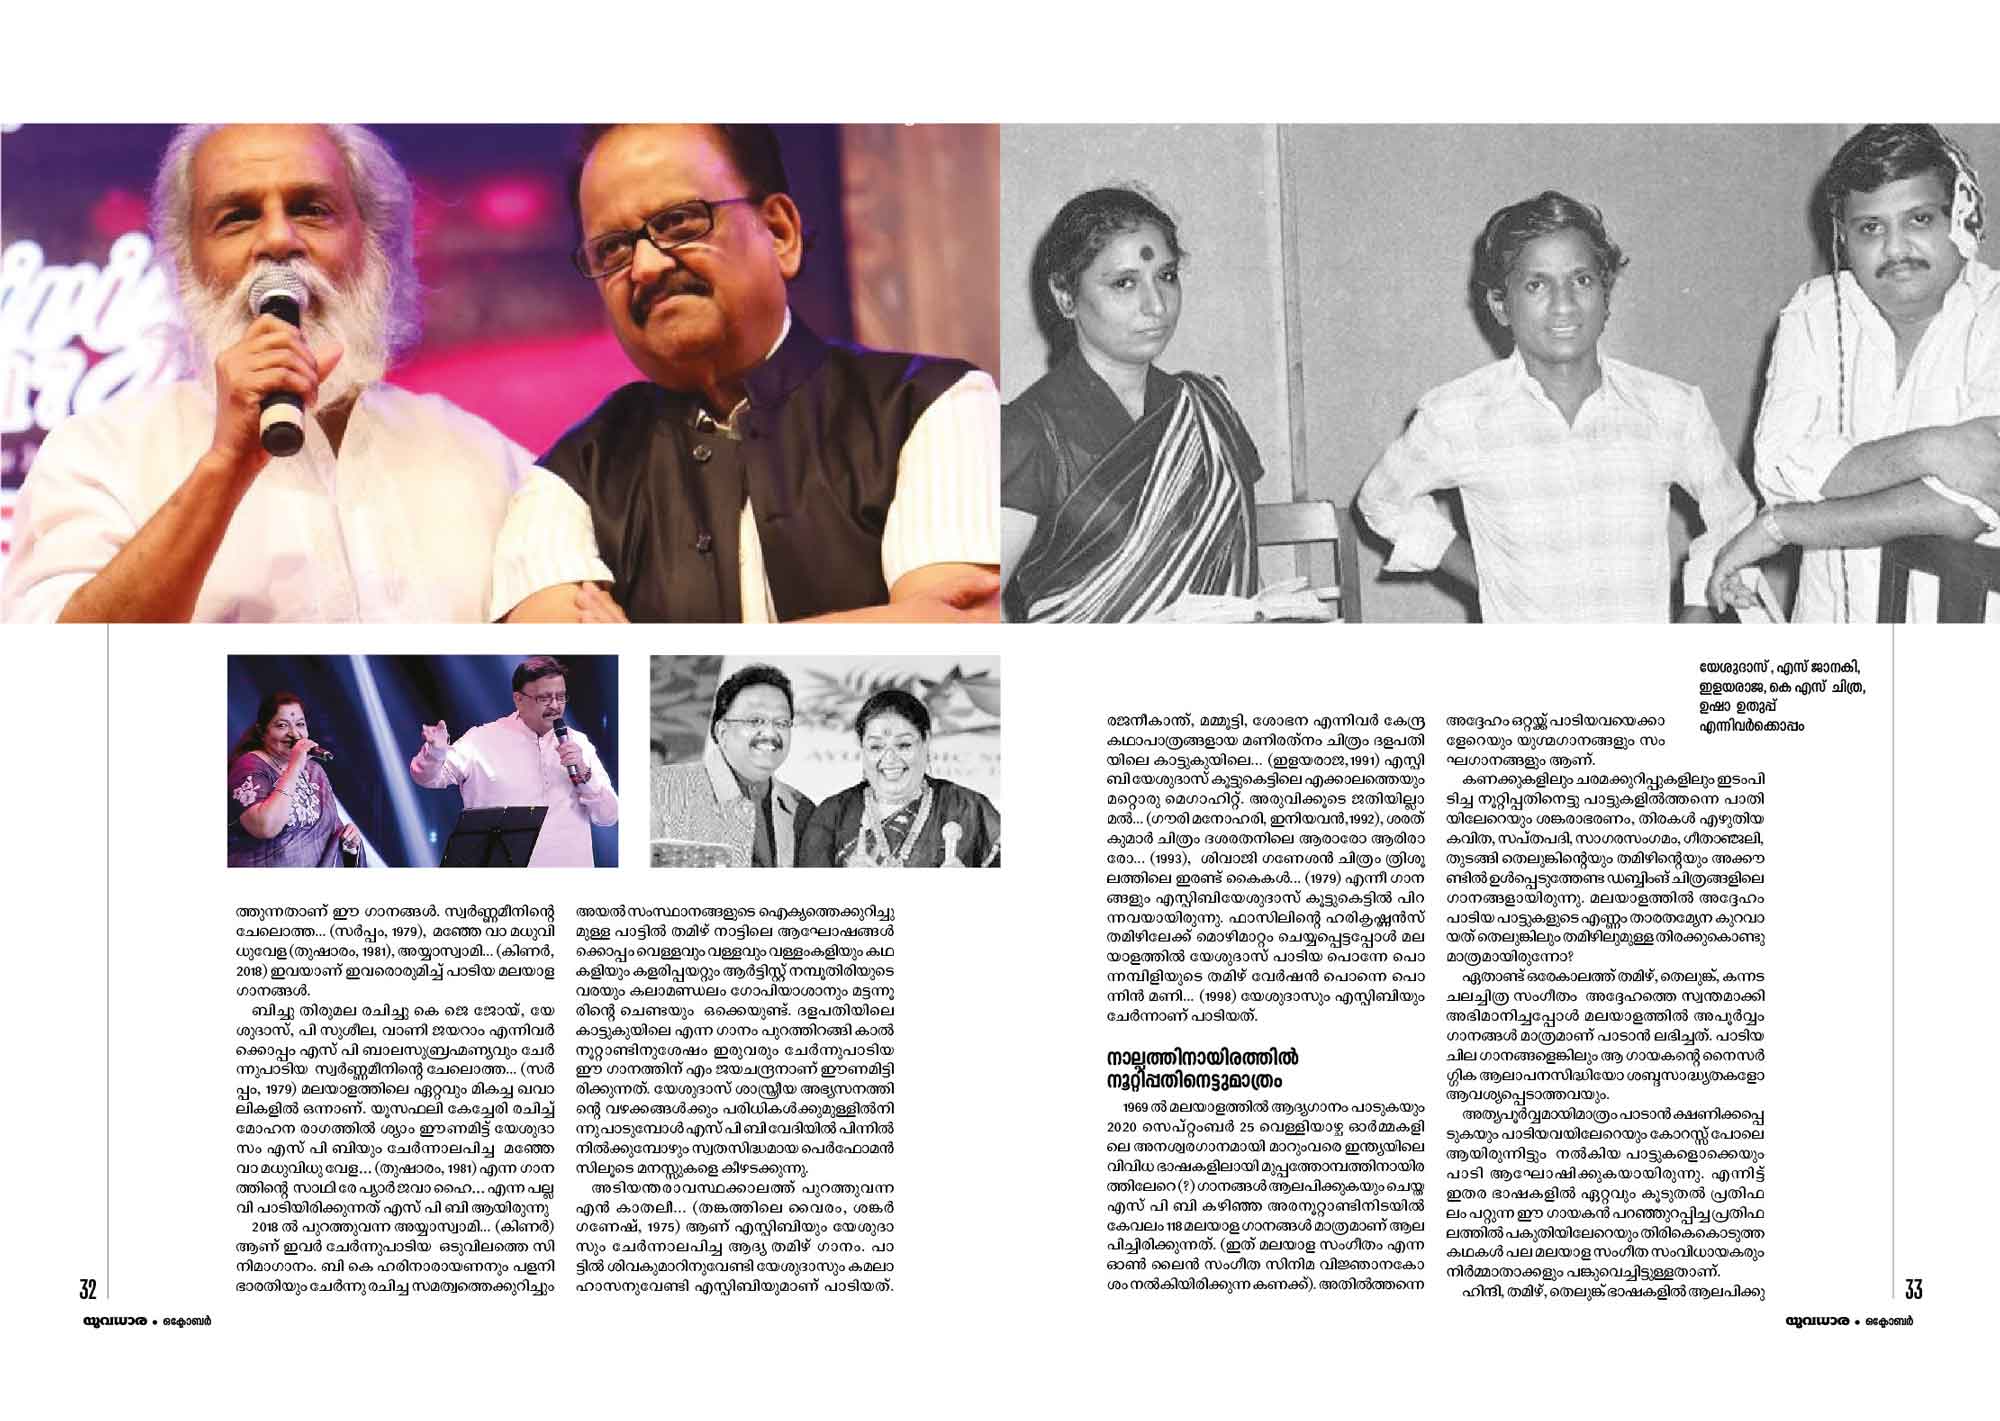 ത്തുന്നതാണ് ഈ ഗാനങ്ങൾ. സ്വർണ്ണമീനിന്റെ
ചേലൊത്ത... (സർപ്പം, 1979), മഞ്ഞേ വാ മധുവി
ധുവേള (തുഷാരം, 1981), അയ്യാസ്വാമി... (കിണർ,
2018) ഇവയാണ് ഇവരൊരുമിച്ച് പാടിയ മലയാള
ഗാനങ്ങൾ.
ബിച്ചു തിരുമല രചിച്ചു കെ ജെ ജോയ്, യേ
ശുദാസ്, പി സുശീല, വാണി ജയറാം എന്നിവർ
ക്കൊപ്പം എസ് പി ബാലസുബ്രഹ്മണ്യവും ചേർ
ന്നുപാടിയ സ്വർണ്ണമീനിന്റെ ചേലൊത്ത... (സർ
പ്പം, 1979) മലയാളത്തിലെ ഏറ്റവും മികച്ച ഖവാ
ലികളിൽ ഒന്നാണ്. യൂസഫലി കേച്ചേരി രചിച്ച്
മോഹന രാഗത്തിൽ ശ്യാം ഈണമിട്ട് യേശുദാ
സം എസ് പി ബിയും ചേർന്നാലപിച്ച മഞ്ഞേ
വാ മധുവിധു വേള... (തുഷാരം, 1981) എന്ന ഗാന
ത്തിന്റെ സാഥി രേ പ്യാർ ജവാ ഹൈ... എന്ന പല്ല
വി പാടിയിരിക്കുന്നത് എസ് പി ബി ആയിരുന്നു
2018 ൽ പുറത്തുവന്ന അയ്യാസ്വാമി... (കിണർ)
ആണ് ഇവർ ചേർന്നുപാടിയ ഒടുവിലത്തെ സി
നിമാഗാനം. ബി കെ ഹരിനാരായണനും പളനി
ഭാരതിയും ചേർന്നു രചിച്ച സമത്വത്തെക്കുറിച്ചും
അയൽ സംസ്ഥാനങ്ങളുടെ ഐക്യത്തെക്കുറിച്ചു
മുള്ള പാട്ടിൽ തമിഴ് നാട്ടിലെ ആഘോഷങ്ങൾ
ക്കൊപ്പം വെള്ളവും വള്ളവും വള്ളംകളിയും കഥ
കളിയും കളരിപ്പയറ്റും ആർട്ടിസ്റ്റ് നമ്പൂതിരിയുടെ
വരയും കലാമണ്ഡലം ഗോപിയാശാനും മട്ടന്നൂ
രിന്റെ ചെണ്ടയും ഒക്കെയുണ്ട്. ദളപതിയിലെ
കാട്ടുകുയിലെ എന്ന ഗാനം പുറത്തിറങ്ങി കാൽ
നൂറ്റാണ്ടിനുശേഷം ഇരുവരും ചേർന്നുപാടിയ
ഈ ഗാനത്തിന് എം ജയചന്ദ്രനാണ് ഈണമിട്ടി
രിക്കുന്നത്. യേശുദാസ് ശാസ്ത്രീയ അഭ്യസനത്തി
ന്റെ വഴക്കങ്ങൾക്കും പരിധികൾക്കുമുള്ളിൽനി
ന്നു പാടുമ്പോൾ എസ് പി ബി വേദിയിൽ പിന്നിൽ
നിൽക്കുമ്പോഴും സ്വതസിദ്ധമായ പെർഫോമൻ
സിലൂടെ മനസ്സുകളെ കീഴടക്കുന്നു.
അടിയന്തരാവസ്ഥക്കാലത്ത് പുറത്തുവന്ന
എൻ കാതലീ... (തങ്കത്തിലെ വൈരം, ശങ്കർ
ഗണേഷ്, 1975) ആണ് എസ്പിബിയും യേശുദാ
സും ചേർന്നാലപിച്ച ആദ്യ തമിഴ് ഗാനം. പാ
ട്ടിൽ ശിവകുമാറിനുവേണ്ടി യേശുദാസും കമലാ
ഹാസനുവേണ്ടി എസ്പിബിയുമാണ് പാടിയത്.
32
യുവധാര • ഒക്ടോബർ
യേശുദാസ്, എസ് ജാനകി,
ഇളയരാജ, കെ എസ് ചിത്ര,
ഉഷാ ഉതുപ്പ്
എന്നിവർക്കൊപ്പം
രജനീകാന്ത്, മമ്മൂട്ടി, ശോഭന എന്നിവർ കേന്ദ്ര
കഥാപാത്രങ്ങളായ മണിരത്നം ചിത്രം ദളപതി
യിലെ കാട്ടുകുയിലെ... (ഇളയരാജ,1991) എസ്പി
ബി യേശുദാസ് കൂട്ടുകെട്ടിലെ എക്കാലത്തെയും
മറ്റൊരു മെഗാഹിറ്റ്. അരുവിക്കൂടെ ജതിയില്ലാ
മൽ... (ഗൗരി മനോഹരി, ഇനിയവൻ,1992), ശരത്
കുമാർ ചിത്രം ദശരതനിലെ ആരാരോ ആരിരാ
രോ... (1993), ശിവാജി ഗണേശൻ ചിത്രം ത്രിശൂ
ലത്തിലെ ഇരണ്ട് കൈകൾ... (1979) എന്നീ ഗാന
ങ്ങളും എസ്പിബിയേശുദാസ് കൂട്ടുകെട്ടിൽ പിറ
ന്നവയായിരുന്നു. ഫാസിലിന്റെ ഹരികൃഷ്ണൻസ്
തമിഴിലേക്ക് മൊഴിമാറ്റം ചെയ്യപ്പെട്ടപ്പോൾ മല
യാളത്തിൽ യേശുദാസ് പാടിയ പൊന്നേ പൊ
ന്നമ്പിളിയുടെ തമിഴ് വേർഷൻ പൊന്നെ പൊ
ന്നിൻ മണി... (1998) യേശുദാസും എസ്പിബിയും
ചേർന്നാണ് പാടിയത്.
നാല്പത്തിനായിരത്തിൽ
നൂറ്റിപ്പതിനെട്ടുമാത്രം
1969 ൽ മലയാളത്തിൽ ആദ്യഗാനം പാടുകയും
2020 സെപ്റ്റംബർ 25 വെള്ളിയാഴ്ച ഓർമ്മകളി
ലെ അനശ്വരഗാനമായി മാറുംവരെ ഇന്ത്യയിലെ
വിവിധ ഭാഷകളിലായി മുപ്പത്തോമ്പത്തിനായിര
ത്തിലേറെ (?) ഗാനങ്ങൾ ആലപിക്കുകയും ചെയ്ത
എസ് പി ബി കഴിഞ്ഞ അരനൂറ്റാണ്ടിനിടയിൽ
കേവലം 118 മലയാള ഗാനങ്ങൾ മാത്രമാണ് ആല
പിച്ചിരിക്കുന്നത്. (ഇത് മലയാള സംഗീതം എന്ന
ഓൺ ലൈൻ സംഗീത സിനിമ വിജ്ഞാനകോ
ശം നൽകിയിരിക്കുന്ന കണക്ക്). അതിൽത്തന്നെ
അദ്ദേഹം ഒറ്റയ്ക്ക് പാടിയവയെക്കാ
ളേറെയും യുഗ്മഗാനങ്ങളും സം
ഘഗാനങ്ങളും ആണ്.
കണക്കുകളിലും ചരമക്കുറിപ്പുകളിലും ഇടംപി
ടിച്ച നൂറ്റിപ്പതിനെട്ടു പാട്ടുകളിൽത്തന്നെ പാതി
യിലേറെയും ശങ്കരാഭരണം, തിരകൾ എഴുതിയ
കവിത, സപ്തപദി, സാഗരസംഗമം, ഗീതാഞ്ജലി,
തുടങ്ങി തെലുങ്കിന്റെയും തമിഴിന്റെയും അക്കൗ
ണ്ടിൽ ഉൾപ്പെടുത്തേണ്ട ഡബ്ബിംങ് ചിത്രങ്ങളിലെ
ഗാനങ്ങളായിരുന്നു. മലയാളത്തിൽ അദ്ദേഹം
പാടിയ പാട്ടുകളുടെ എണ്ണം താരതമ്യേന കുറവാ
യത് തെലുങ്കിലും തമിഴിലുമുള്ള തിരക്കുകൊണ്ടു
മാത്രമായിരുന്നോ?
ഏതാണ്ട് ഒരേകാലത്ത് തമിഴ്, തെലുങ്ക്, കന്നട
ചലച്ചിത്ര സംഗീതം അദ്ദേഹത്തെ സ്വന്തമാക്കി
അഭിമാനിച്ചപ്പോൾ മലയാളത്തിൽ അപൂർവ്വം
ഗാനങ്ങൾ മാത്രമാണ് പാടാൻ ലഭിച്ചത്. പാടിയ
ചില ഗാനങ്ങളെങ്കിലും ആ ഗായകന്റെ നൈസർ
ഗ്ഗിക ആലാപനസിദ്ധിയോ ശബ്ദസാദ്ധ്യതകളോ
ആവശ്യപ്പെടാത്തവയും.
അത്യപൂർവ്വമായിമാത്രം പാടാൻ ക്ഷണിക്കപ്പെ
ടുകയും പാടിയവയിലേറെയും കോറസ്സ് പോലെ
ആയിരുന്നിട്ടും നൽകിയ പാട്ടുകളൊക്കെയും
പാടി ആഘോഷിക്കുകയായിരുന്നു. എന്നിട്ട്
ഇതര ഭാഷകളിൽ ഏറ്റവും കൂടുതൽ പ്രതിഫ
ലം പറ്റുന്ന ഈ ഗായകൻ പറഞ്ഞുറപ്പിച്ച പ്രതിഫ
ലത്തിൽ പകുതിയിലേറെയും തിരികെകൊടുത്ത
കഥകൾ പല മലയാള സംഗീത സംവിധായകരും
നിർമ്മാതാക്കളും പങ്കുവെച്ചിട്ടുള്ളതാണ്.
ഹിന്ദി, തമിഴ്, തെലുങ്ക് ഭാഷകളിൽ ആലപിക്കു
33
യുവധാര • ഒക്ടോബർ